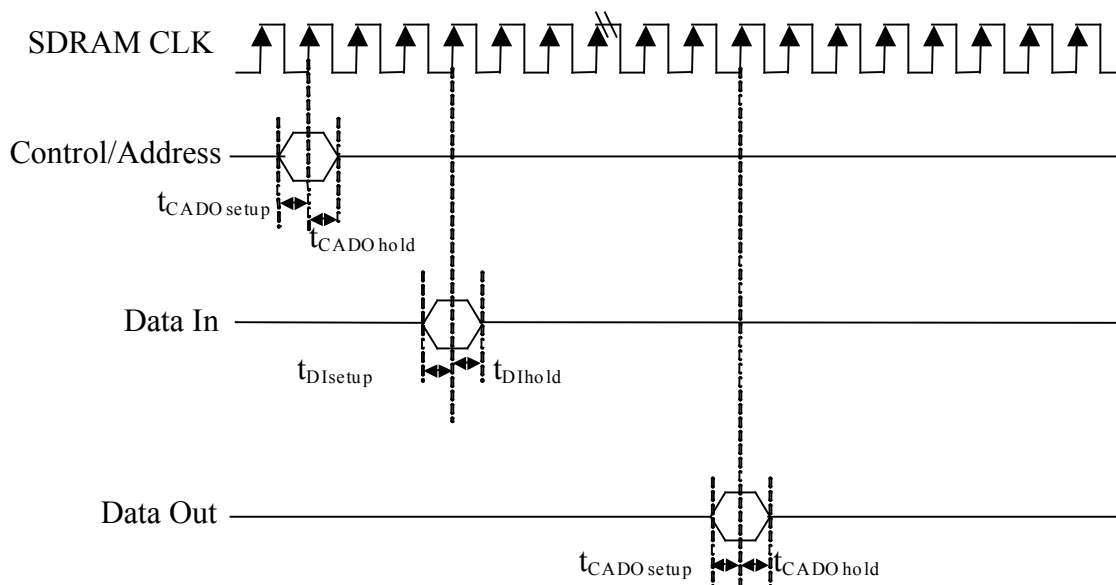 SDRAM CLK
Control/Address
tCADO setup
tCADO hold
Data In
tDIsetup
tDIhold
Data Out
tCADO setup
tCADO hold